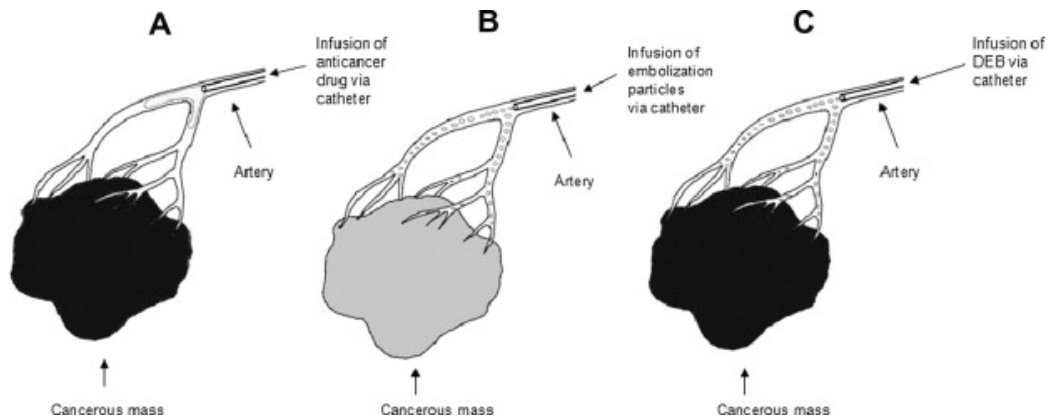 A
Infusion of
anticancer
drug via
catheter
Artery
Cancerous mass
B
Infusion of
embolization
particles
via catheter
Artery
Cancerous mass
C
Infusion of
DEB via
catheter
Artery
Cancerous mass